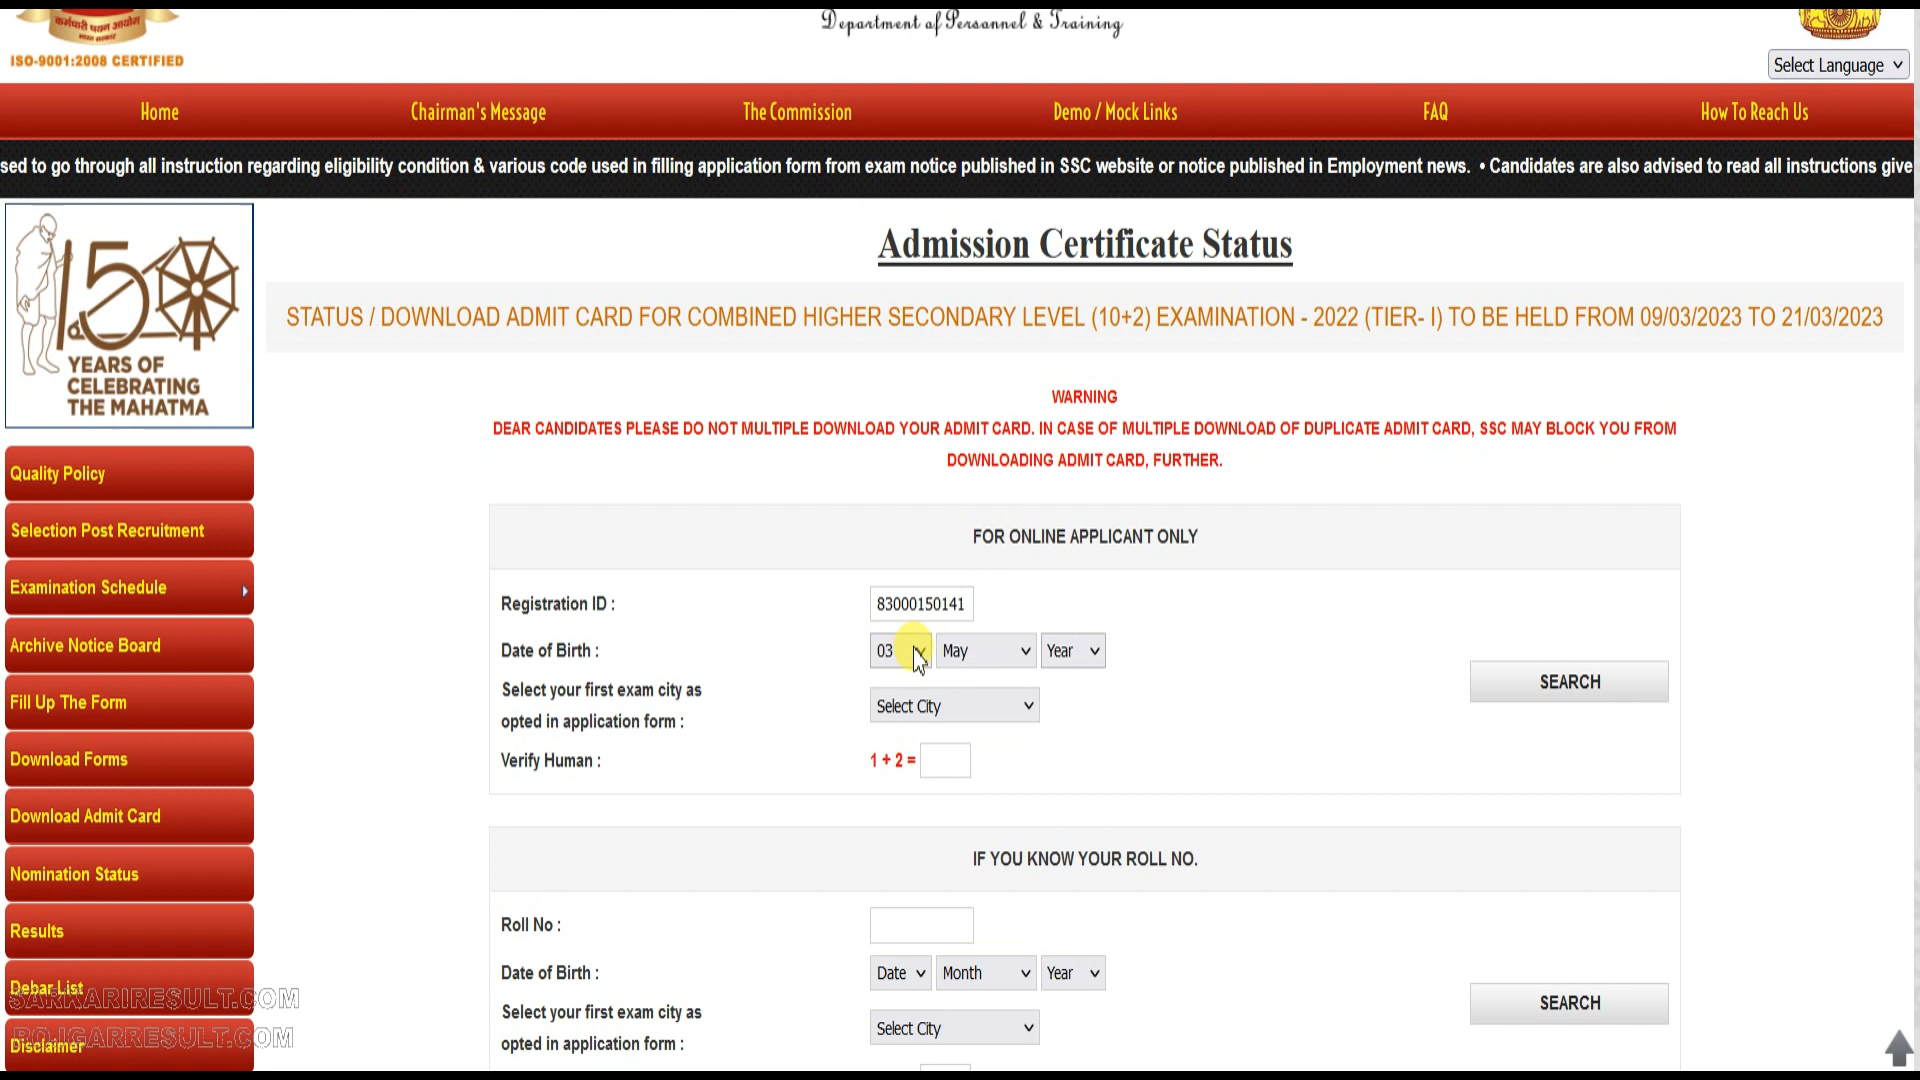 Department of Personnel & Training
कर्मचारी चयन आयोग
भारत सरकार
ISO-9001:2008 CERTIFIED
Select Language
Home
Chairman's Message
The Commission
Demo / Mock Links
FAQ
How To Reach Us
sed to go through all instruction regarding eligibility condition & various code used in filling application form from exam notice published in SSC website or notice published in Employment news. • Candidates are also advised to read all instructions give
150
YEARS OF
CELEBRATING
THE MAHATMA
Quality Policy
Selection Post Recruitment
Examination Schedule
Archive Notice Board
Fill Up The Form
Download Forms
Download Admit Card
Nomination Status
Results
Debar List
SARKARIRESULT.COM
ROJGARRESULT.COM
Disclaimer
Admission Certificate Status
STATUS / DOWNLOAD ADMIT CARD FOR COMBINED HIGHER SECONDARY LEVEL (10+2) EXAMINATION - 2022 (TIER- I) TO BE HELD FROM 09/03/2023 TO 21/03/2023
WARNING
DEAR CANDIDATES PLEASE DO NOT MULTIPLE DOWNLOAD YOUR ADMIT CARD. IN CASE OF MULTIPLE DOWNLOAD OF DUPLICATE ADMIT CARD, SSC MAY BLOCK YOU FROM
DOWNLOADING ADMIT CARD, FURTHER.
FOR ONLINE APPLICANT ONLY
Registration ID : 83000150141
Date of Birth : 03 May Year
Select your first exam city as
opted in application form : Select City
SEARCH
Verify Human : 1 + 2 =
IF YOU KNOW YOUR ROLL NO.
Roll No :
Date of Birth : Date Month Year
Select your first exam city as
opted in application form : Select City
SEARCH